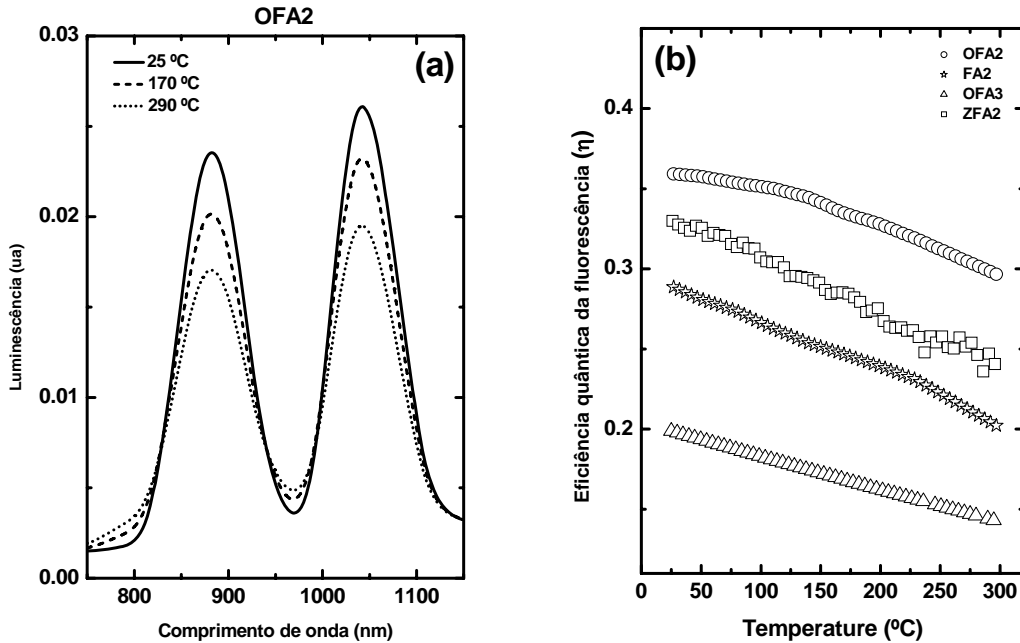 OFA2
(a)
25 ºC
170 ºC
290 ºC
Luminescência (ua)
0.03
0.02
0.01
0.00
800 900 1000 1100
Comprimento de onda (nm)
(b)
OFA2
FA2
OFA3
ZFA2
Eficiência quântica da fluorescência (η)
0.4
0.3
0.2
0 50 100 150 200 250 300
Temperature (ºC)